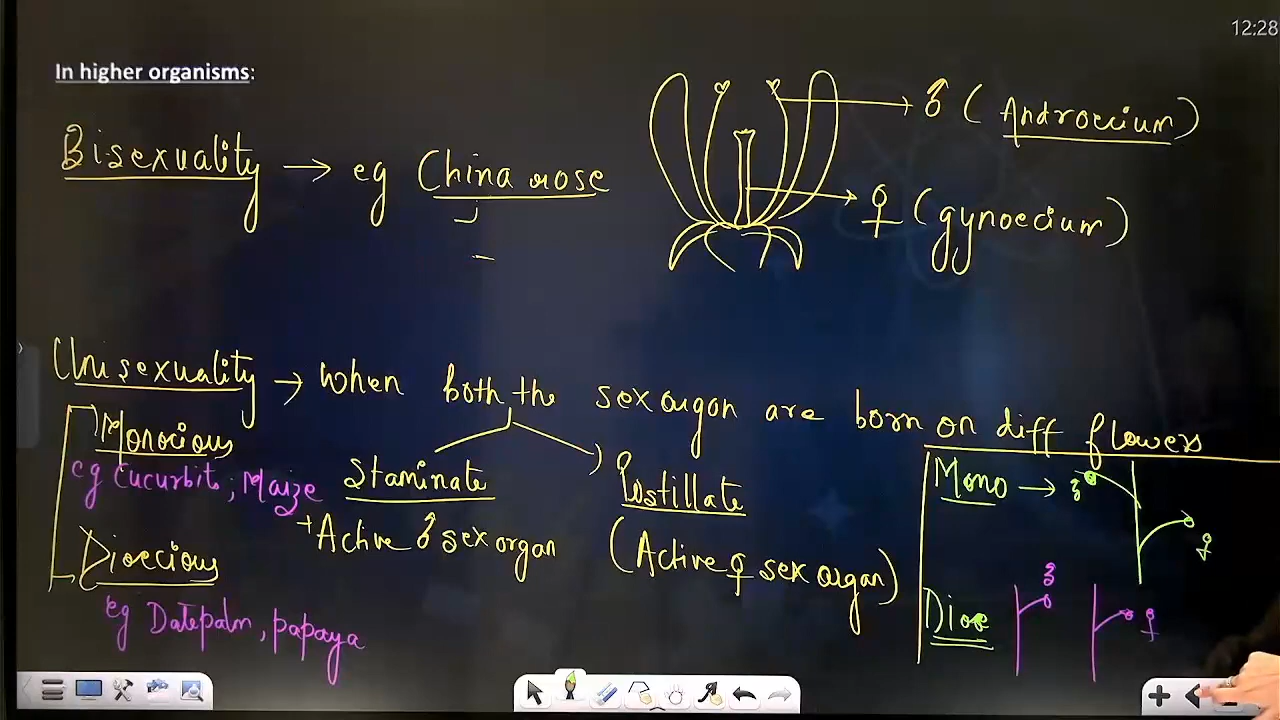 12:28
In higher organisms:
Bisexuality → eg China rose
♂ (Androecium)
♀ (gynoecium)
Unisexuality → When both the sex organ are born on diff flowers
Monocious
eg Cucurbits; Maize
Staminate
→ Active ♂ sex organ
Pistillate
(Active ♀ sex organ)
Dioecious
eg Datepalm, papaya
Mono → ♂
♀
Dioe
♂
♀